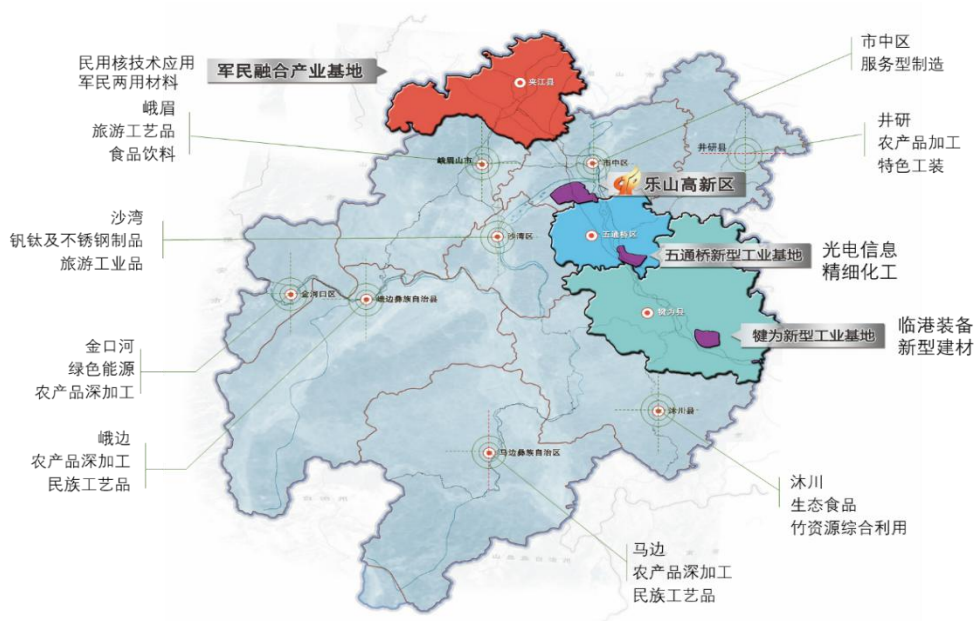 民用核技术应用
军民两用材料
军民融合产业基地
夹江县
市中区
服务型制造
峨眉
旅游工艺品
食品饮料
峨眉山市
市中区
井研县
井研
农产品加工
特色工装
乐山高新区
沙湾
钒钛及不锈钢制品
旅游工业品
沙湾区
五通桥区
五通桥新型工业基地
光电信息
精细化工
金河口区
峨边彝族自治县
犍为县
犍为新型工业基地
临港装备
新型建材
金口河
绿色能源
农产品深加工
沐川县
峨边
农产品深加工
民族工艺品
马边彝族自治区
沐川
生态食品
竹资源综合利用
马边
农产品深加工
民族工艺品